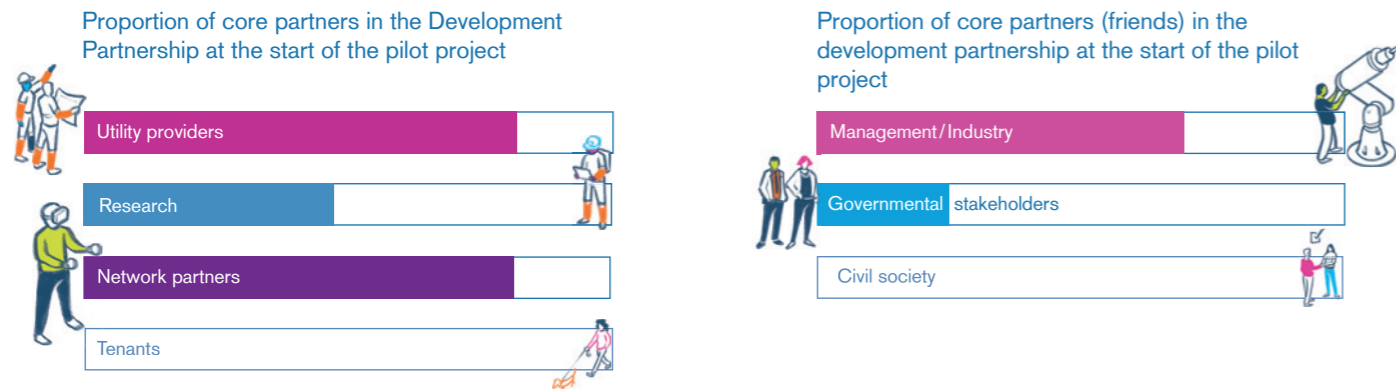 Proportion of core partners in the Development
Partnership at the start of the pilot project
Utility providers
Research
Network partners
Tenants
Proportion of core partners (friends) in the
development partnership at the start of the pilot
project
Management/Industry
Governmental stakeholders
Civil society